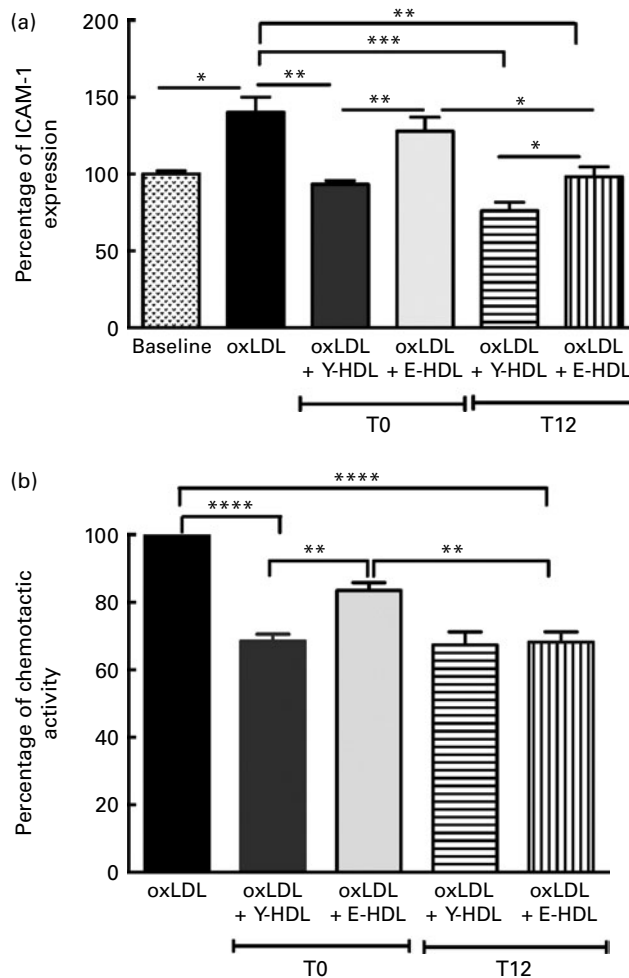 (a)
Percentage of ICAM-1
expression
200
150
100
50
0
**
***
*
**
**
*
*
Baseline
oxLDL
oxLDL
+ Y-HDL
oxLDL
+ E-HDL
oxLDL
+ Y-HDL
oxLDL
+ E-HDL
T0
T12
(b)
Percentage of chemotactic
activity
100
80
60
40
20
0
****
****
**
**
oxLDL
oxLDL
+ Y-HDL
oxLDL
+ E-HDL
oxLDL
+ Y-HDL
oxLDL
+ E-HDL
T0
T12